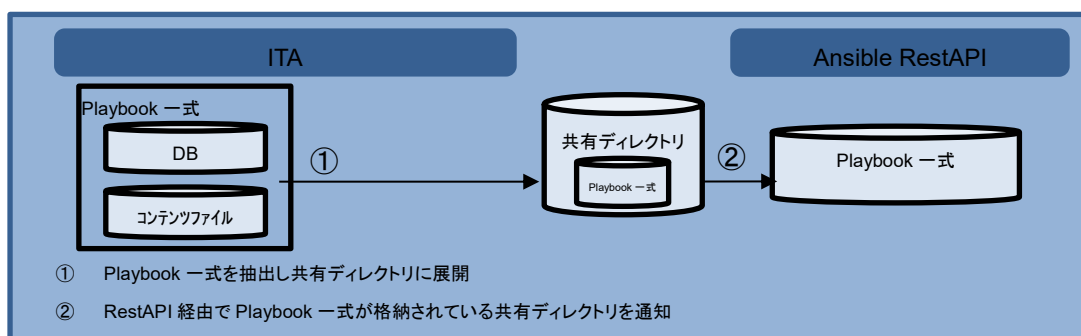 ITA
Ansible RestAPI
Playbook 一式
DB
コンテンツファイル
①
共有ディレクトリ
Playbook 一式
②
Playbook 一式
① Playbook 一式を抽出し共有ディレクトリに展開
② RestAPI 経由で Playbook 一式が格納されている共有ディレクトリを通知